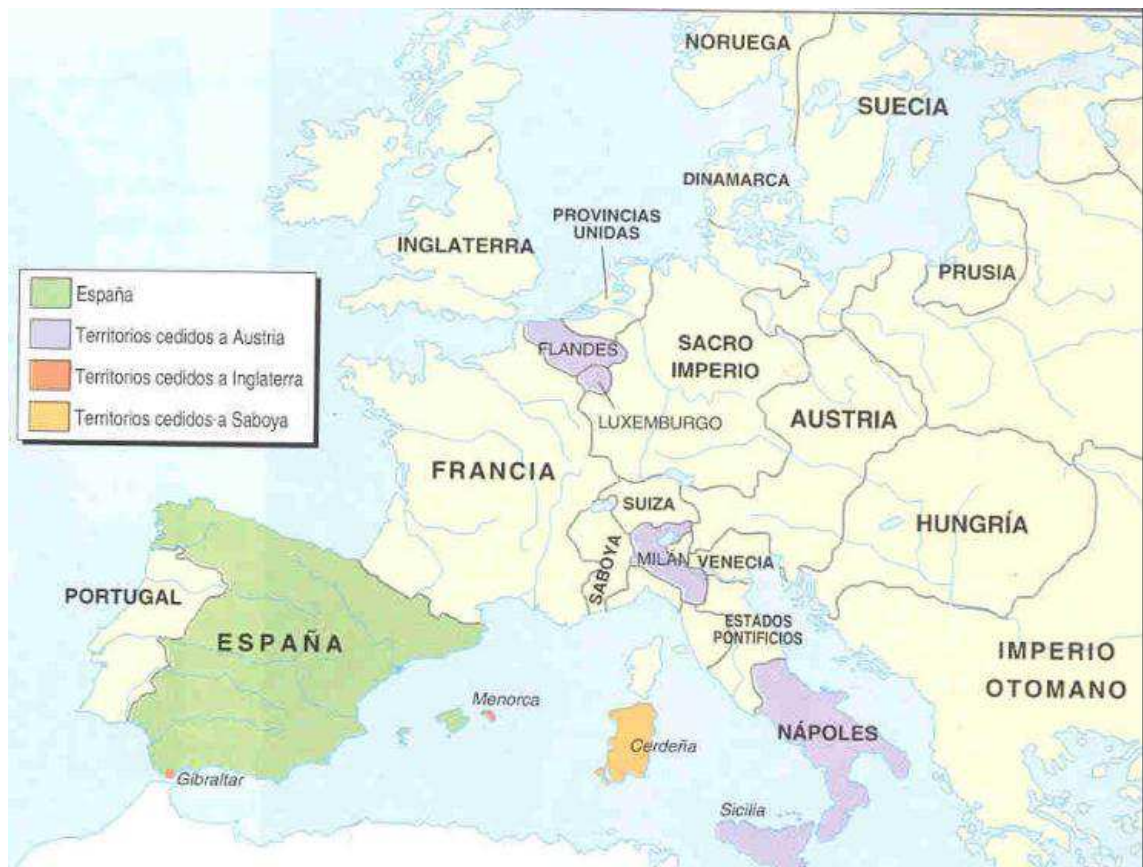 NORUEGA
SUECIA
DINAMARCA
PROVINCIAS
UNIDAS
INGLATERRA
PRUSIA
España
Territorios cedidos a Austria
Territorios cedidos a Inglaterra
Territorios cedidos a Saboya
FLANDES
SACRO
IMPERIO
LUXEMBURGO
AUSTRIA
FRANCIA
SUIZA
HUNGRÍA
SABOYA
MILÁN
VENECIA
PORTUGAL
ESPAÑA
ESTADOS
PONTIFICIOS
IMPERIO
OTOMANO
Menorca
NÁPOLES
Cerdeña
Gibraltar
Sicilia